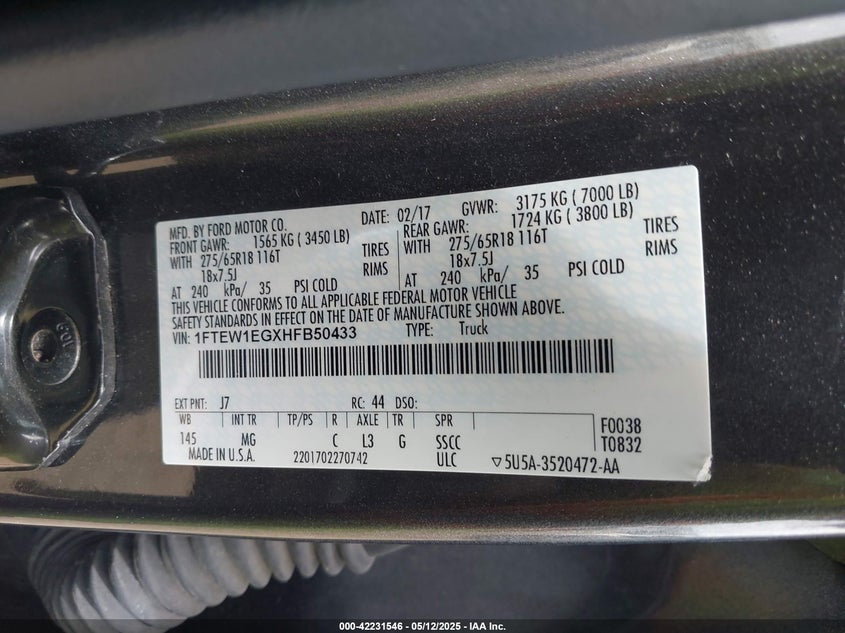 MFD. BY FORD MOTOR CO. DATE: 02/17 GVWR: 3175 KG ( 7000 LB)
FRONT GAWR: 1565 KG ( 3450 LB) REAR GAWR: 1724 KG ( 3800 LB)
WITH 275/65R18 116T TIRES WITH 275/65R18 116T TIRES
18x7.5J RIMS 18x7.5J RIMS
AT 240 kPa/ 35 PSI COLD AT 240 kPa/ 35 PSI COLD
THIS VEHICLE CONFORMS TO ALL APPLICABLE FEDERAL MOTOR VEHICLE
SAFETY STANDARDS IN EFFECT ON THE DATE OF MANUFACTURE SHOWN ABOVE.
VIN: 1FTEW1EGXHFB50433 TYPE: Truck
EXT PNT: J7 RC: 44 DSO:
WB INT TR TP/PS R AXLE TR SPR F0038
145 MG C L3 G SSCC T0832
MADE IN U.S.A. 2201702270742 ULC ▽5U5A-3520472-AA
000-42231546 - 05/12/2025 - IAA Inc.